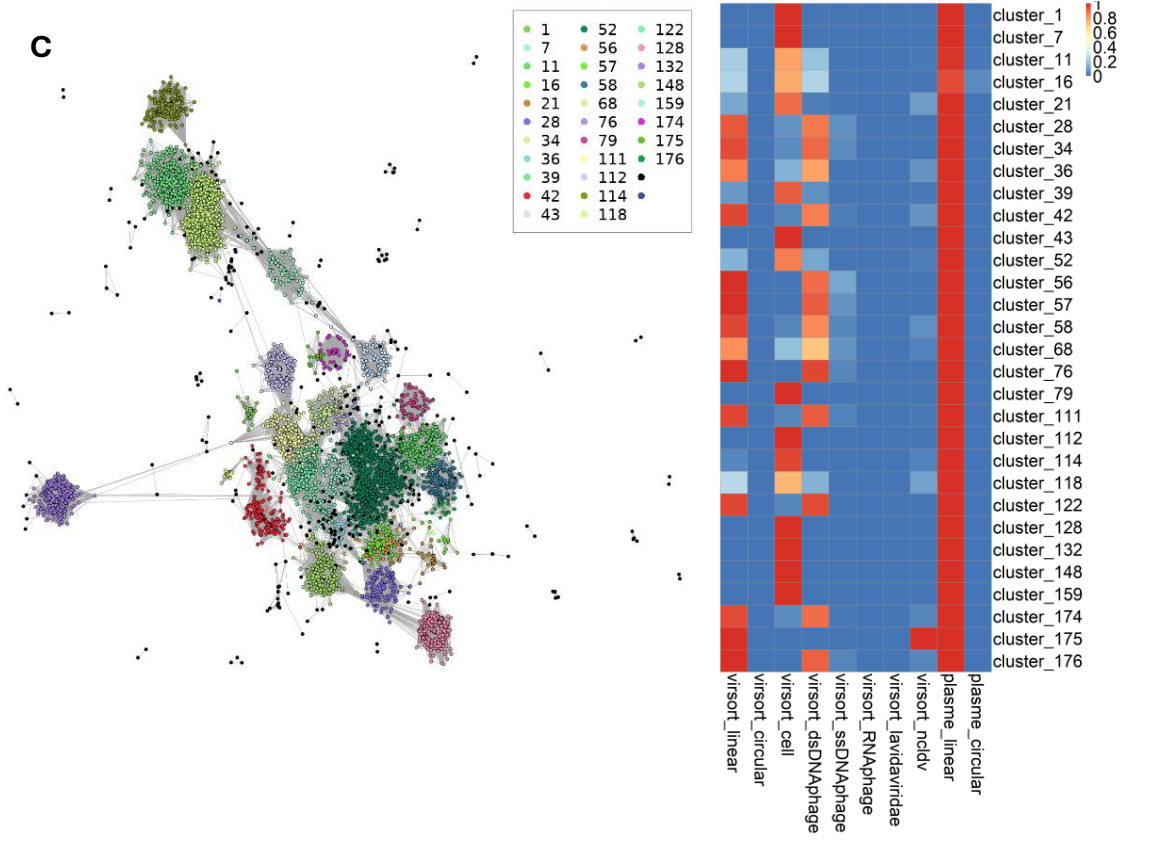 C
1 52 122
7 56 128
11 57 132
16 58 148
21 68 159
28 76 174
34 79 175
36 111 176
39 112
42 114
43 118
cluster_1
cluster_7
cluster_11
cluster_16
cluster_21
cluster_28
cluster_34
cluster_36
cluster_39
cluster_42
cluster_43
cluster_52
cluster_56
cluster_57
cluster_58
cluster_68
cluster_76
cluster_79
cluster_111
cluster_112
cluster_114
cluster_118
cluster_122
cluster_128
cluster_132
cluster_148
cluster_159
cluster_174
cluster_175
cluster_176
1
0.8
0.6
0.4
0.2
0
virsort_linear
virsort_circular
virsort_cell
virsort_dsDNAphage
virsort_ssDNAphage
virsort_RNAphage
virsort_lavidaviridae
virsort_ncldv
plasme_linear
plasme_circular